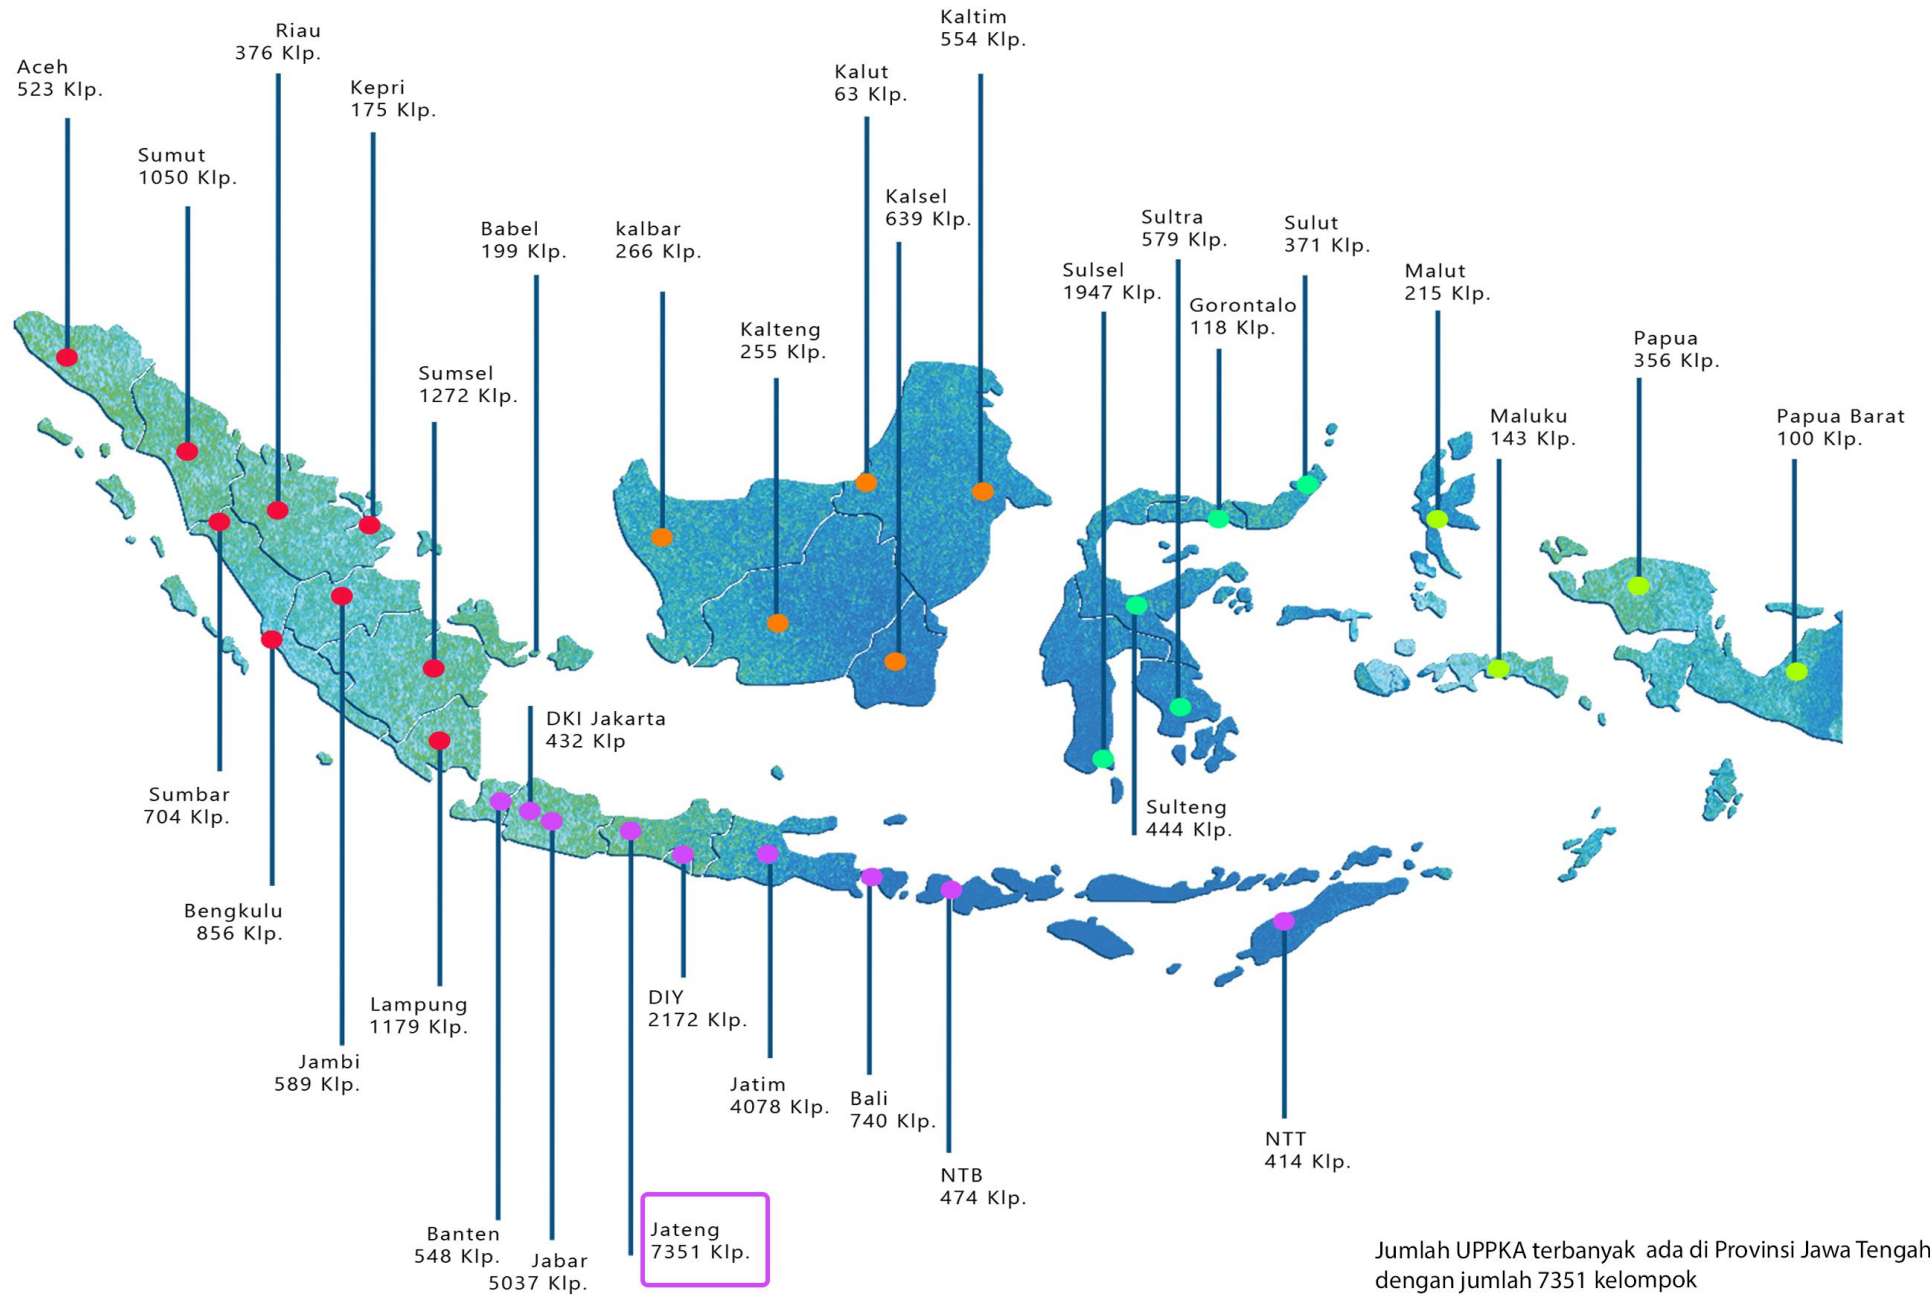 Kaltim
554 Klp.
Riau
376 Klp.
Aceh
523 Klp.
Kalut
63 Klp.
Kepri
175 Klp.
Sumut
1050 Klp.
Kalsel
639 Klp.
Sultra
579 Klp.
Sulut
371 Klp.
Babel
199 Klp.
kalbar
266 Klp.
Sulsel
1947 Klp.
Malut
215 Klp.
Gorontalo
118 Klp.
Kalteng
255 Klp.
Papua
356 Klp.
Sumsel
1272 Klp.
Maluku
143 Klp.
Papua Barat
100 Klp.
DKI Jakarta
432 Klp
Sumbar
704 Klp.
Sulteng
444 Klp.
Bengkulu
856 Klp.
Lampung
1179 Klp.
DIY
2172 Klp.
Jambi
589 Klp.
Jatim
4078 Klp.
Bali
740 Klp.
NTT
414 Klp.
NTB
474 Klp.
Banten
548 Klp.
Jabar
5037 Klp.
Jateng
7351 Klp.
Jumlah UPPKA terbanyak ada di Provinsi Jawa Tengah
dengan jumlah 7351 kelompok